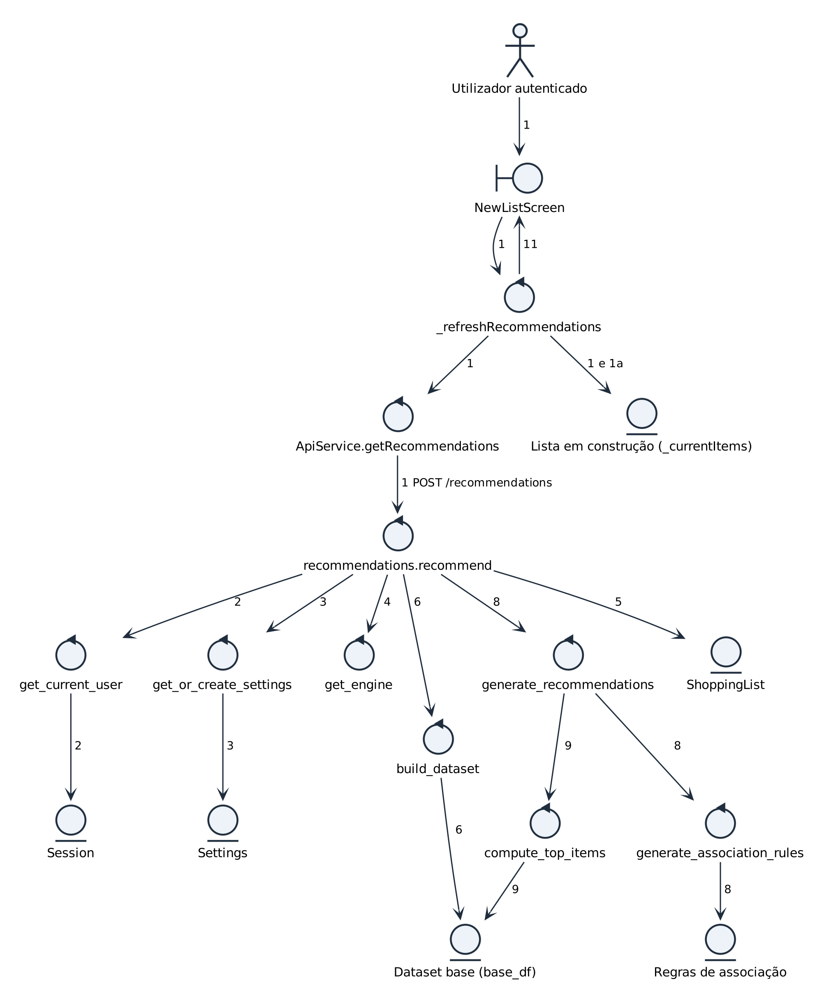 Utilizador autenticado
1
NewListScreen
1
11
_refreshRecommendations
1
1 e 1a
ApiService.getRecommendations
Lista em construção (_currentItems)
1 POST /recommendations
recommendations.recommend
2
3
4
6
8
5
get_current_user
get_or_create_settings
get_engine
generate_recommendations
ShoppingList
2
3
9
8
build_dataset
6
Session
Settings
compute_top_items
generate_association_rules
9
8
Dataset base (base_df)
Regras de associação